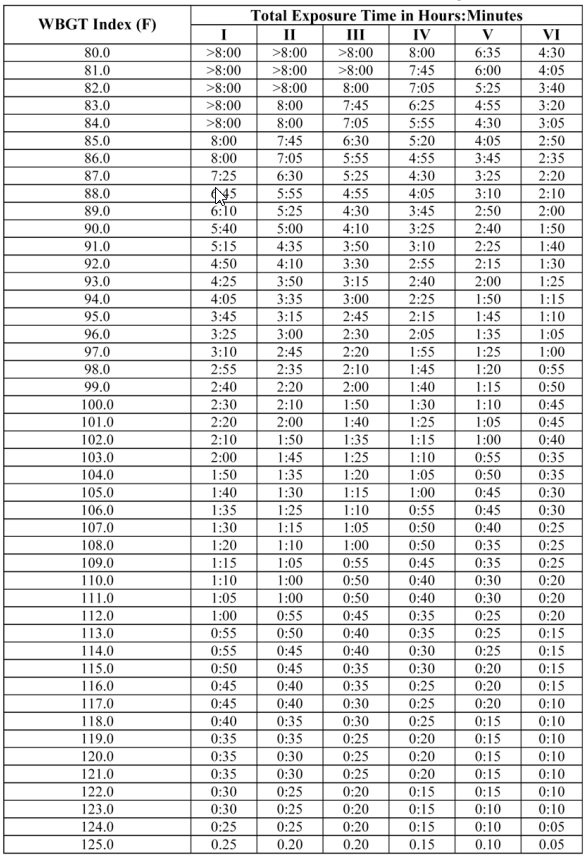 WBGT Index (F) Total Exposure Time in Hours:Minutes
I II III IV V VI
80.0 >8:00 >8:00 >8:00 8:00 6:35 4:30
81.0 >8:00 >8:00 >8:00 7:45 6:00 4:05
82.0 >8:00 >8:00 8:00 7:05 5:25 3:40
83.0 >8:00 8:00 7:45 6:25 4:55 3:20
84.0 >8:00 8:00 7:05 5:55 4:30 3:05
85.0 8:00 7:45 6:30 5:20 4:05 2:50
86.0 8:00 7:05 5:55 4:55 3:45 2:35
87.0 7:25 6:30 5:25 4:30 3:25 2:20
88.0 5:55 4:55 4:05 3:10 2:10
89.0 6:10 5:25 4:30 3:45 2:50 2:00
90.0 5:40 5:00 4:10 3:25 2:40 1:50
91.0 5:15 4:35 3:50 3:10 2:25 1:40
92.0 4:50 4:10 3:30 2:55 2:15 1:30
93.0 4:25 3:50 3:15 2:40 2:00 1:25
94.0 4:05 3:35 3:00 2:25 1:50 1:15
95.0 3:45 3:15 2:45 2:15 1:45 1:10
96.0 3:25 3:00 2:30 2:05 1:35 1:05
97.0 3:10 2:45 2:20 1:55 1:25 1:00
98.0 2:55 2:35 2:10 1:45 1:20 0:55
99.0 2:40 2:20 2:00 1:40 1:15 0:50
100.0 2:30 2:10 1:50 1:30 1:10 0:45
101.0 2:20 2:00 1:40 1:25 1:05 0:45
102.0 2:10 1:50 1:35 1:15 1:00 0:40
103.0 2:00 1:45 1:25 1:10 0:55 0:35
104.0 1:50 1:35 1:20 1:05 0:50 0:35
105.0 1:40 1:30 1:15 1:00 0:45 0:30
106.0 1:35 1:25 1:10 0:55 0:45 0:30
107.0 1:30 1:15 1:05 0:50 0:40 0:25
108.0 1:20 1:10 1:00 0:50 0:35 0:25
109.0 1:15 1:05 0:55 0:45 0:35 0:25
110.0 1:10 1:00 0:50 0:40 0:30 0:20
111.0 1:05 1:00 0:50 0:40 0:30 0:20
112.0 1:00 0:55 0:45 0:35 0:25 0:20
113.0 0:55 0:50 0:40 0:35 0:25 0:15
114.0 0:55 0:45 0:40 0:30 0:25 0:15
115.0 0:50 0:45 0:35 0:30 0:20 0:15
116.0 0:45 0:40 0:35 0:25 0:20 0:15
117.0 0:45 0:40 0:30 0:25 0:20 0:10
118.0 0:40 0:35 0:30 0:25 0:15 0:10
119.0 0:35 0:35 0:25 0:20 0:15 0:10
120.0 0:35 0:30 0:25 0:20 0:15 0:10
121.0 0:35 0:30 0:25 0:20 0:15 0:10
122.0 0:30 0:25 0:20 0:15 0:15 0:10
123.0 0:30 0:25 0:20 0:15 0:10 0:10
124.0 0:25 0:25 0:20 0:15 0:10 0:05
125.0 0.25 0.20 0.20 0.15 0.10 0.05